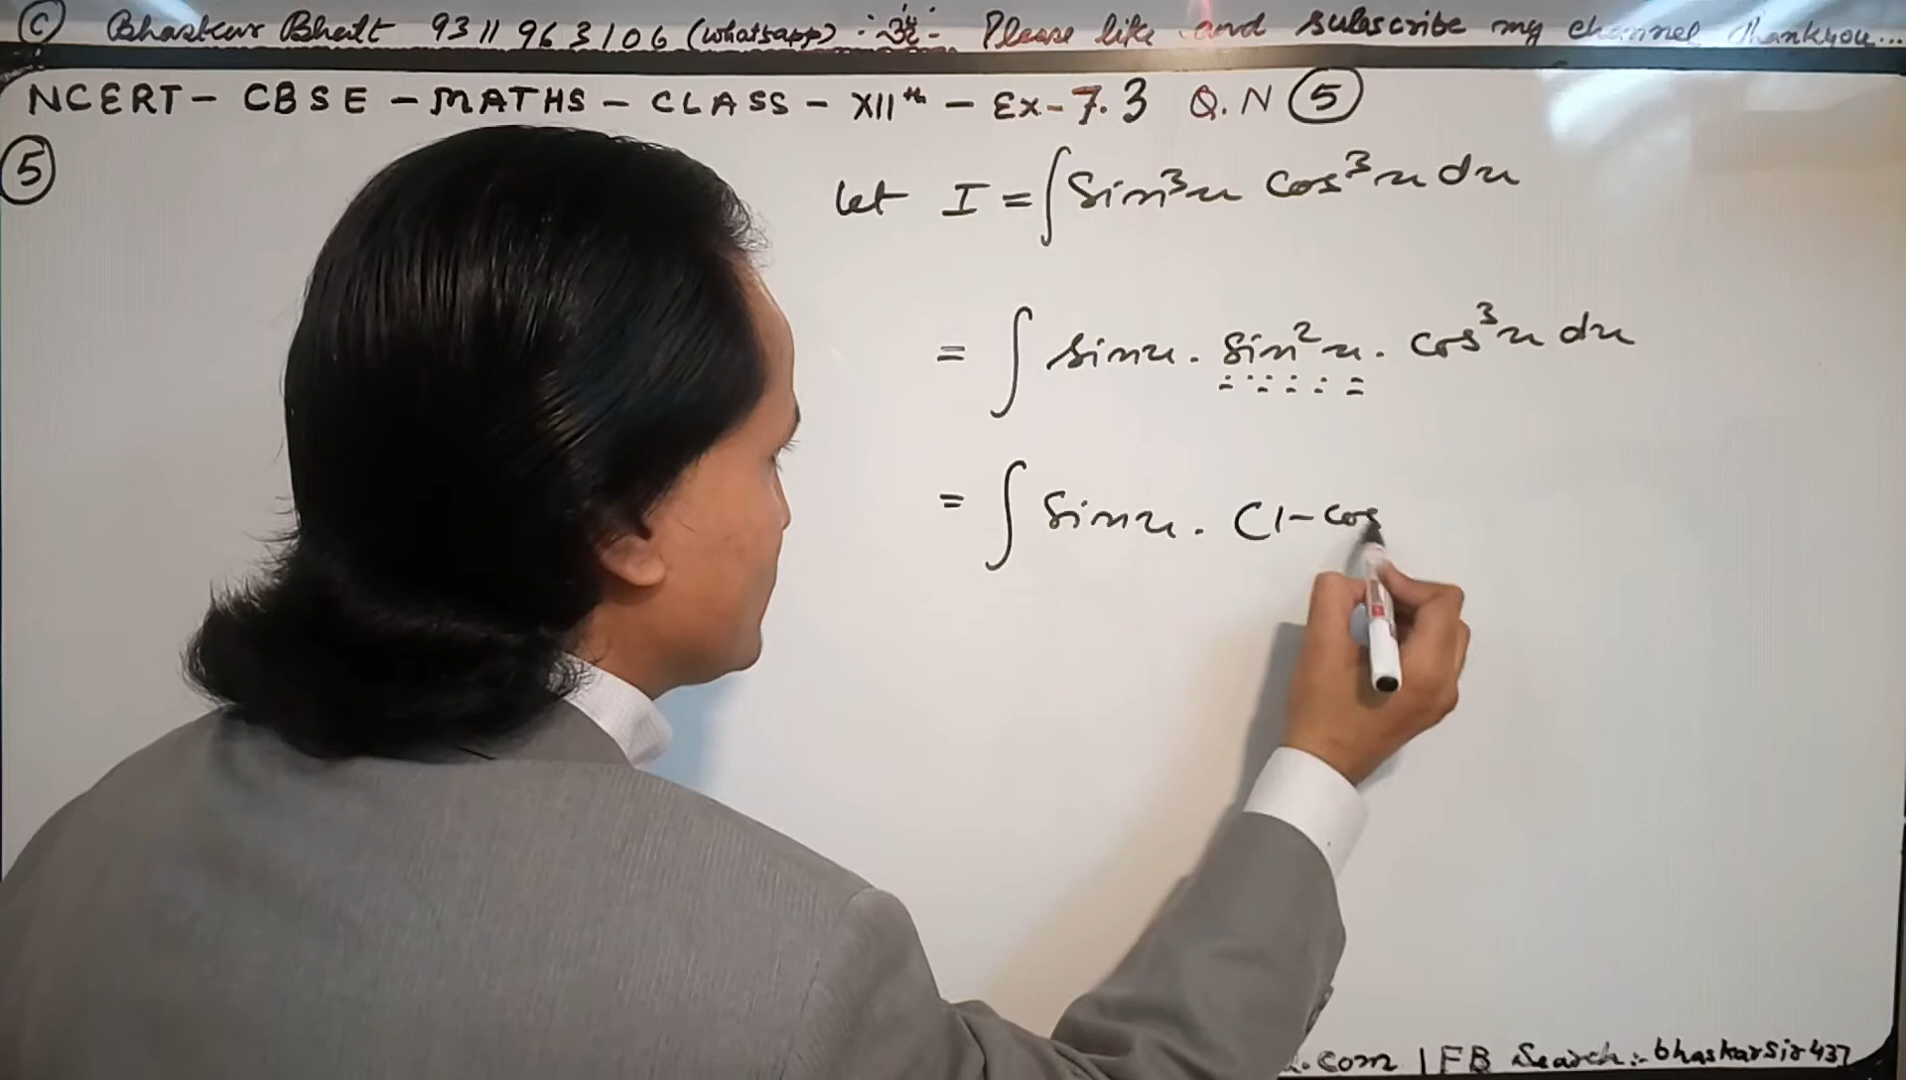 © Bhaskar Bhatt 9311963106 (whatsapp) :- ॐ:- Please like and subscribe my channel thankyou...
NCERT - CBSE - MATHS - CLASS - XIIth - Ex-7.3 Q.N 5
5
let I = ∫ Sin³x cos³x dx
= ∫ sinx . sin²x . cos³x dx
= ∫ Sinx . (1-cos
.com | FB Search:- bhaskarsir437